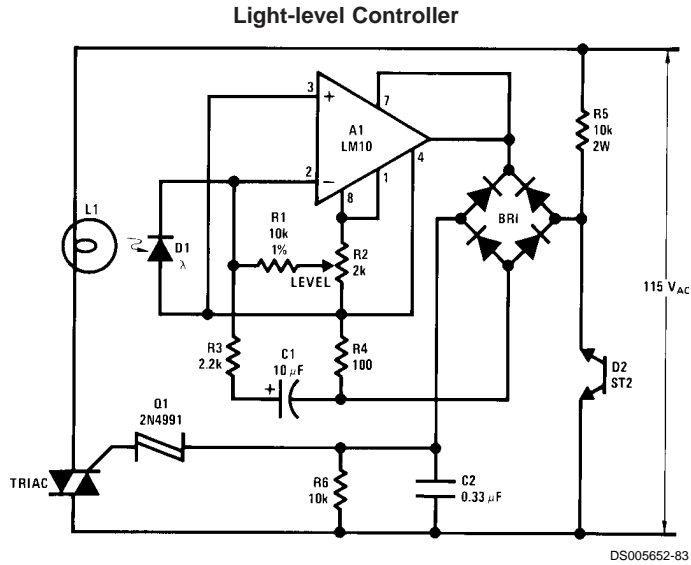 Light-level Controller
3
+
7
A1
LM10
4
2
−
8
1
R5
10k
2W
L1
D1
λ
R1
10k
1%
LEVEL
R2
2k
BRI
115 VAC
R3
2.2k
C1
10 μF
+
R4
100
D2
ST2
Q1
2N4991
TRIAC
R6
10k
C2
0.33 μF
DS005652-83